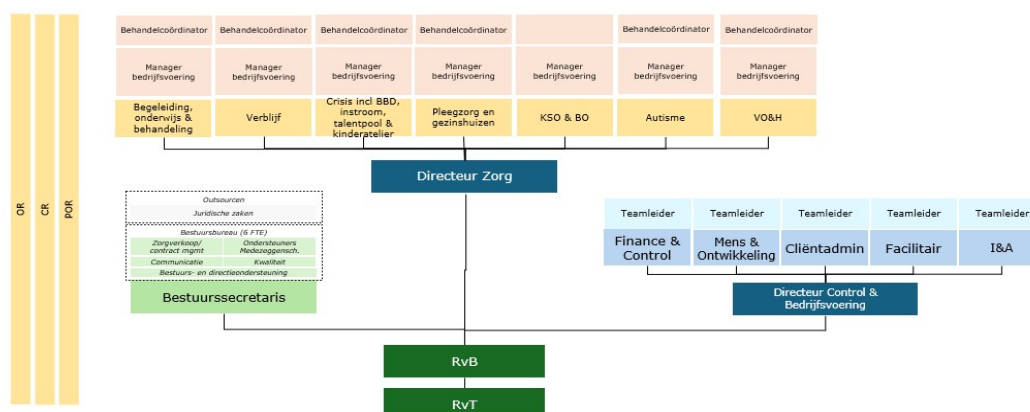 OR
CR
POR
Behandelcoördinator
Behandelcoördinator
Behandelcoördinator
Behandelcoördinator
Behandelcoördinator
Behandelcoördinator
Manager
bedrijfsvoering
Manager
bedrijfsvoering
Manager
bedrijfsvoering
Manager
bedrijfsvoering
Manager
bedrijfsvoering
Manager
bedrijfsvoering
Manager
bedrijfsvoering
Begeleiding,
onderwijs &
behandeling
Verblijf
Crisis incl BBD,
instroom,
talentpool &
kinderatelier
Pleegzorg en
gezinshuizen
KSO & BO
Autisme
VO&H
Directeur Zorg
Outsourcen
Juridische zaken
Bestuursbureau (6 FTE)
Zorgverkoop/
contract mgmt
Ondersteuners
Medezeggensch.
Communicatie
Kwaliteit
Bestuurs- en directieondersteuning
Bestuurssecretaris
Teamleider
Teamleider
Teamleider
Teamleider
Teamleider
Finance &
Control
Mens &
Ontwikkeling
Cliëntadmin
Facilitair
I&A
Directeur Control &
Bedrijfsvoering
RvB
RvT